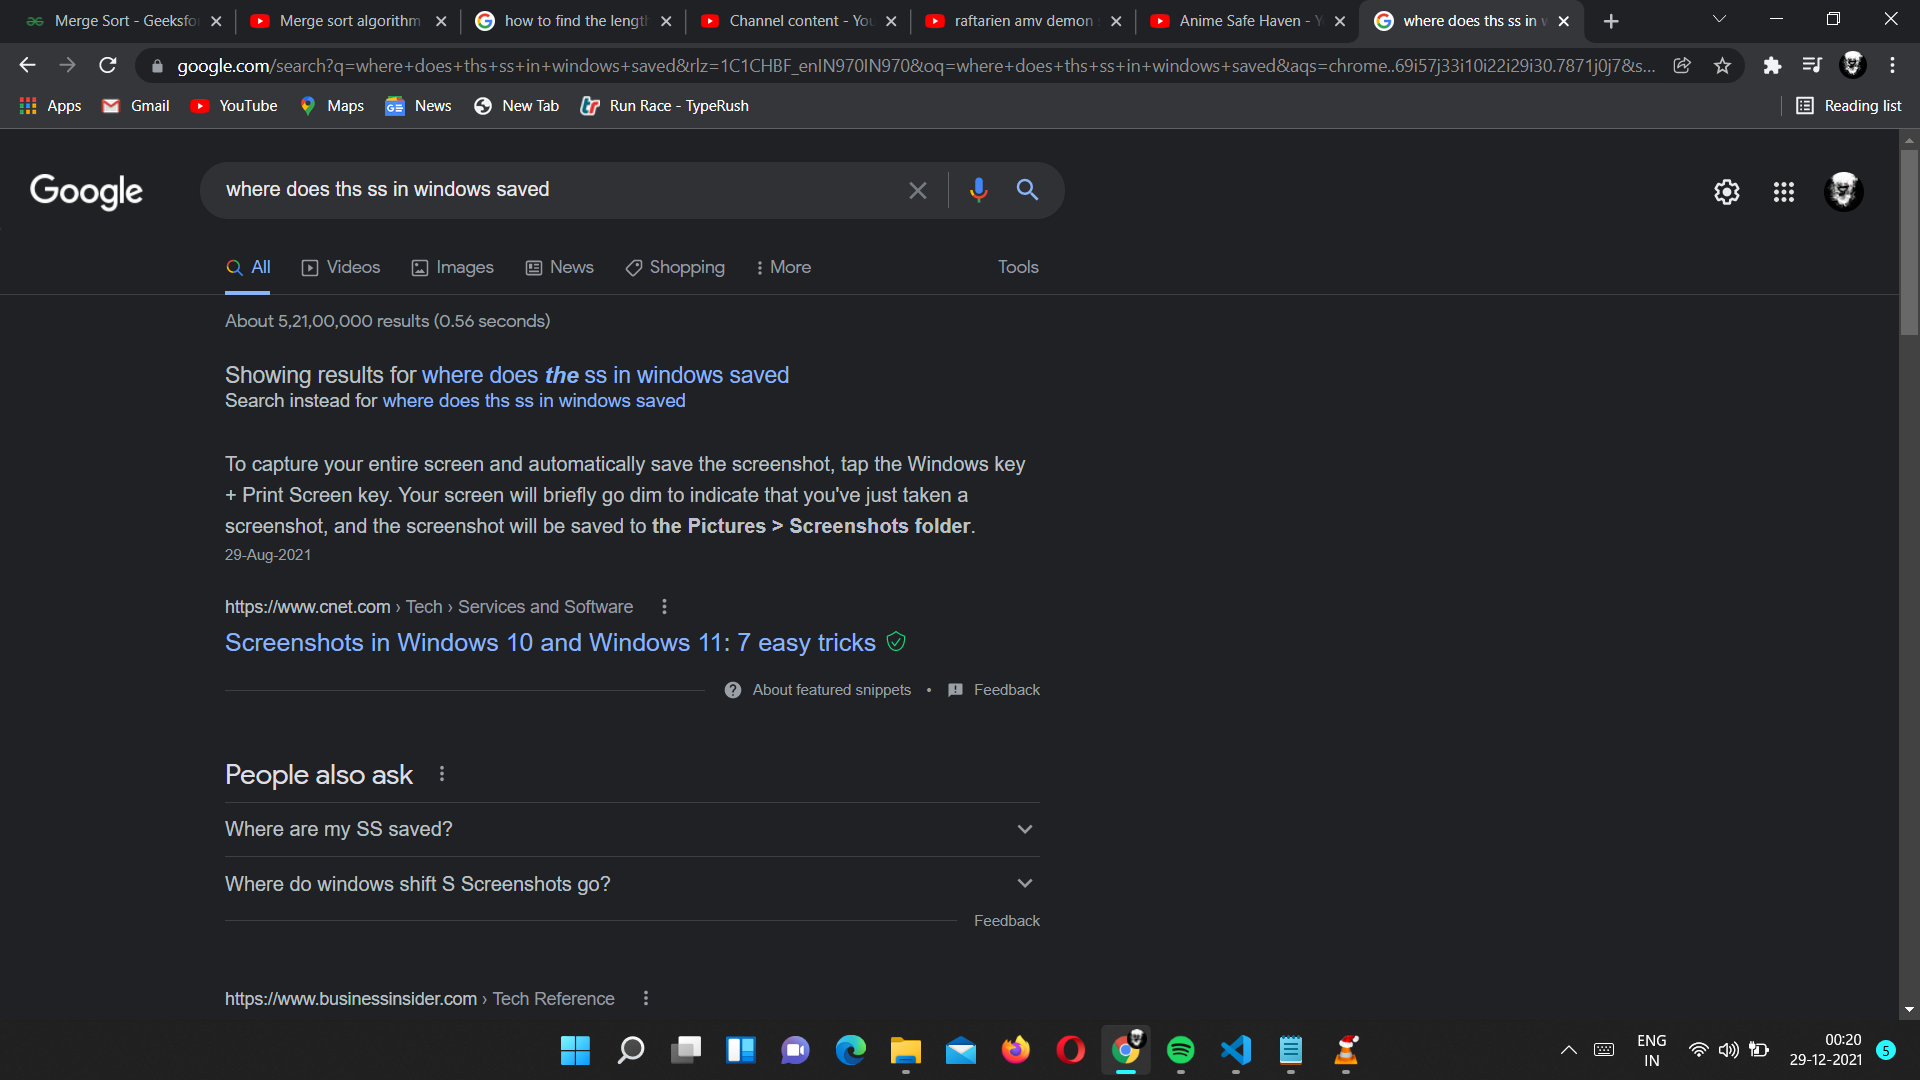 Merge Sort - Geeksfo
Merge sort algorithm
how to find the length
Channel content - You
raftarien amv demon
Anime Safe Haven - Y
where does ths ss in w
google.com/search?q=where+does+ths+ss+in+windows+saved&rlz=1C1CHBF_enIN970IN970&oq=where+does+ths+ss+in+windows+saved&aqs=chrome..69i57j33i10i22i29i30.7871j0j7&s...
Apps
Gmail
YouTube
Maps
News
New Tab
Run Race - TypeRush
Reading list
Google
where does ths ss in windows saved
All
Videos
Images
News
Shopping
More
Tools
About 5,21,00,000 results (0.56 seconds)
Showing results for where does the ss in windows saved
Search instead for where does ths ss in windows saved
To capture your entire screen and automatically save the screenshot, tap the Windows key
+ Print Screen key. Your screen will briefly go dim to indicate that you've just taken a
screenshot, and the screenshot will be saved to the Pictures > Screenshots folder.
29-Aug-2021
https://www.cnet.com › Tech › Services and Software
Screenshots in Windows 10 and Windows 11: 7 easy tricks
About featured snippets • Feedback
People also ask
Where are my SS saved?
Where do windows shift S Screenshots go?
Feedback
https://www.businessinsider.com › Tech Reference
ENG
IN
00:20
29-12-2021
5